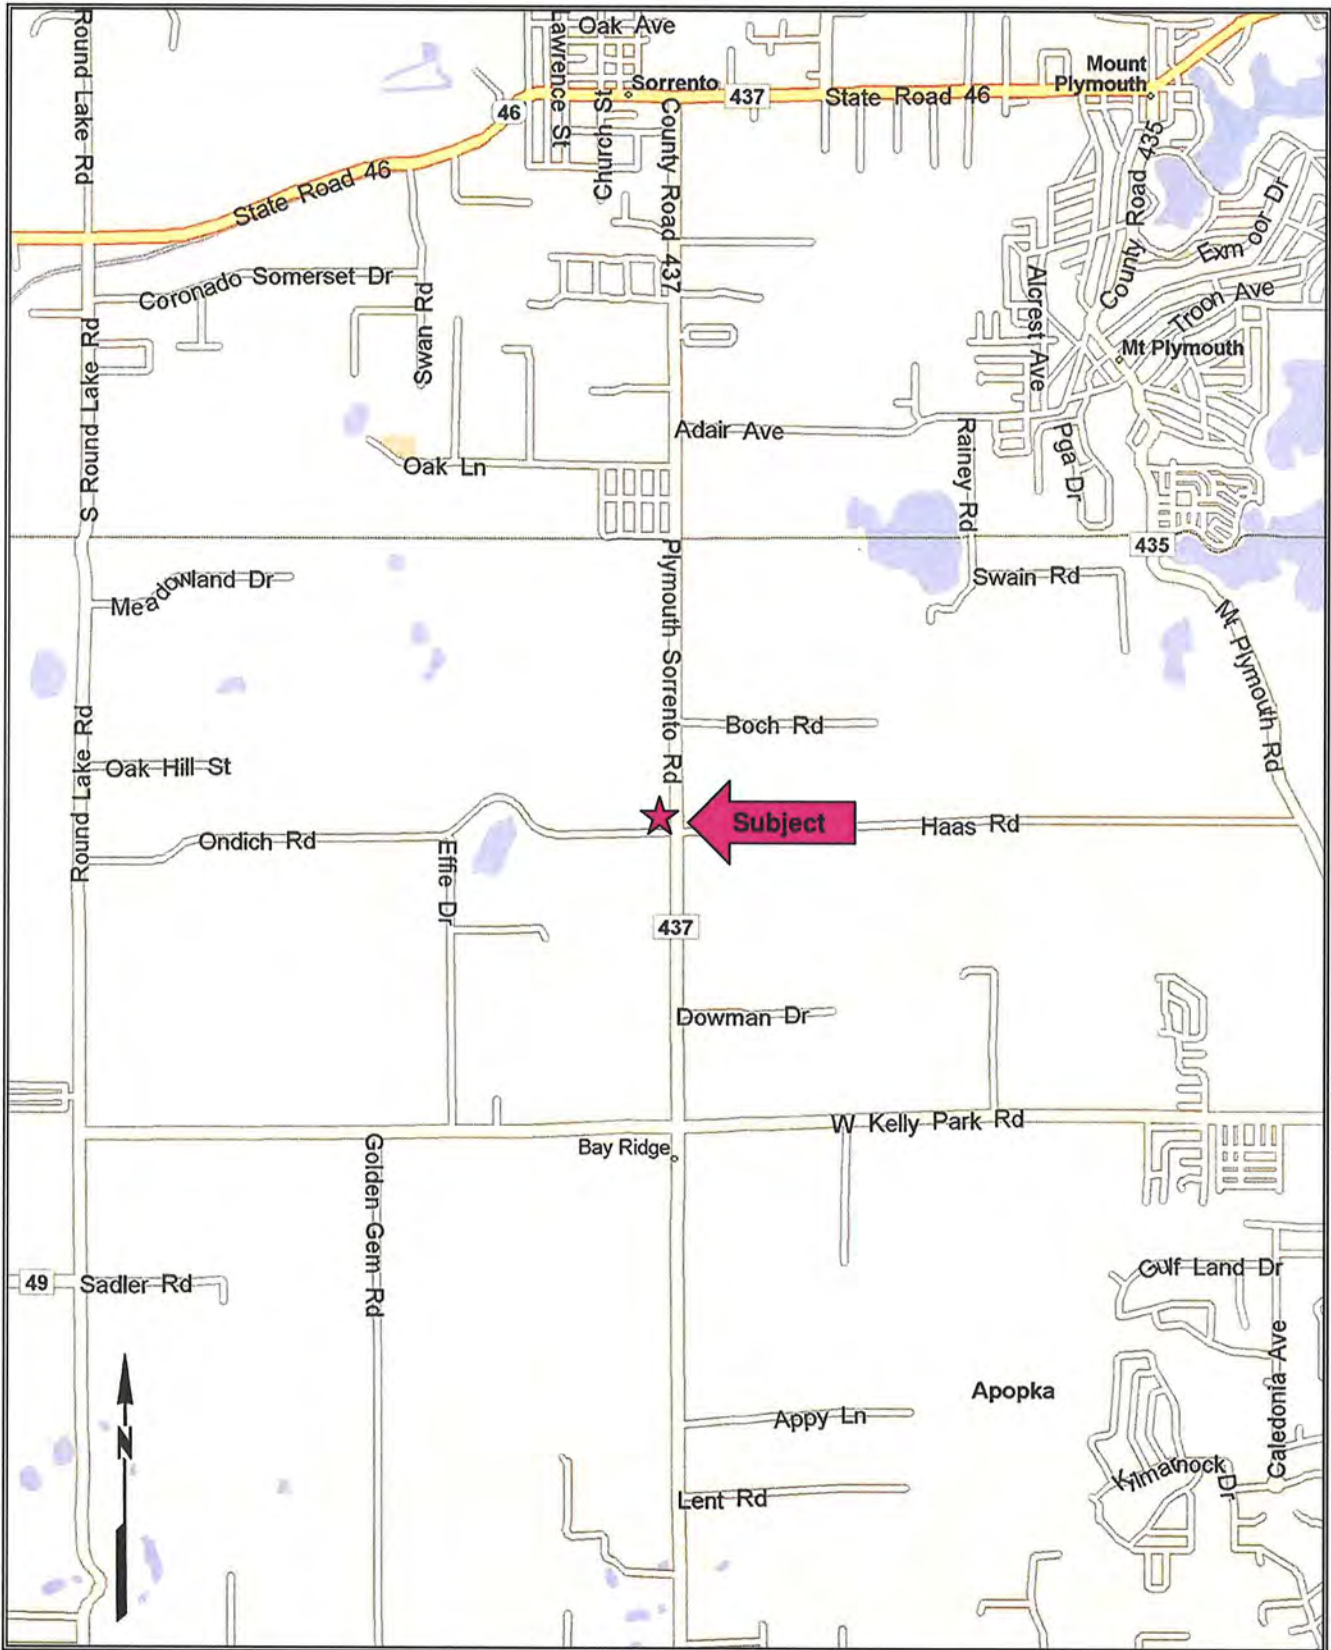 Oak Ave
Round Lake Rd
Lawrence St
Mount
Plymouth
Sorrento
437
State Road 46
46
Church St
County Road 437
County Road 435
State Road 46
Exmoor Dr
Coronado Somerset Dr
Swan Rd
Alcrest Ave
Troon Ave
S Round Lake Rd
Mt Plymouth
Adair Ave
Rainey Rd
Pga Dr
Oak Ln
435
Plymouth Sorrento Rd
Meadowland Dr
Swain Rd
Mt Plymouth Rd
Boch Rd
Round Lake Rd
Oak Hill St
Subject
Haas Rd
Ondich Rd
Effie Dr
437
Dowman Dr
W Kelly Park Rd
Bay Ridge
Golden Gem Rd
49
Sadler Rd
Gulf Land Dr
Caledonia Ave
Apopka
Appy Ln
N
Kilmarnock Dr
Lent Rd